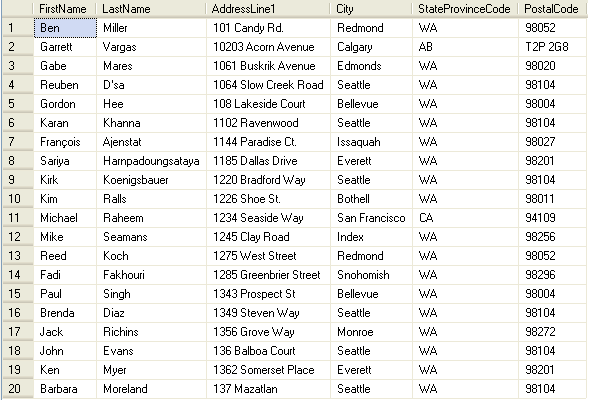 FirstName LastName AddressLine1 City StateProvinceCode PostalCode
1 Ben Miller 101 Candy Rd. Redmond WA 98052
2 Garrett Vargas 10203 Acorn Avenue Calgary AB T2P 2G8
3 Gabe Mares 1061 Buskrik Avenue Edmonds WA 98020
4 Reuben D'sa 1064 Slow Creek Road Seattle WA 98104
5 Gordon Hee 108 Lakeside Court Bellevue WA 98004
6 Karan Khanna 1102 Ravenwood Seattle WA 98104
7 François Ajenstat 1144 Paradise Ct. Issaquah WA 98027
8 Sariya Harnpadoungsataya 1185 Dallas Drive Everett WA 98201
9 Kirk Koenigsbauer 1220 Bradford Way Seattle WA 98104
10 Kim Ralls 1226 Shoe St. Bothell WA 98011
11 Michael Raheem 1234 Seaside Way San Francisco CA 94109
12 Mike Seamans 1245 Clay Road Index WA 98256
13 Reed Koch 1275 West Street Redmond WA 98052
14 Fadi Fakhouri 1285 Greenbrier Street Snohomish WA 98296
15 Paul Singh 1343 Prospect St Bellevue WA 98004
16 Brenda Diaz 1349 Steven Way Seattle WA 98104
17 Jack Richins 1356 Grove Way Monroe WA 98272
18 John Evans 136 Balboa Court Seattle WA 98104
19 Ken Myer 1362 Somerset Place Everett WA 98201
20 Barbara Moreland 137 Mazatlan Seattle WA 98104